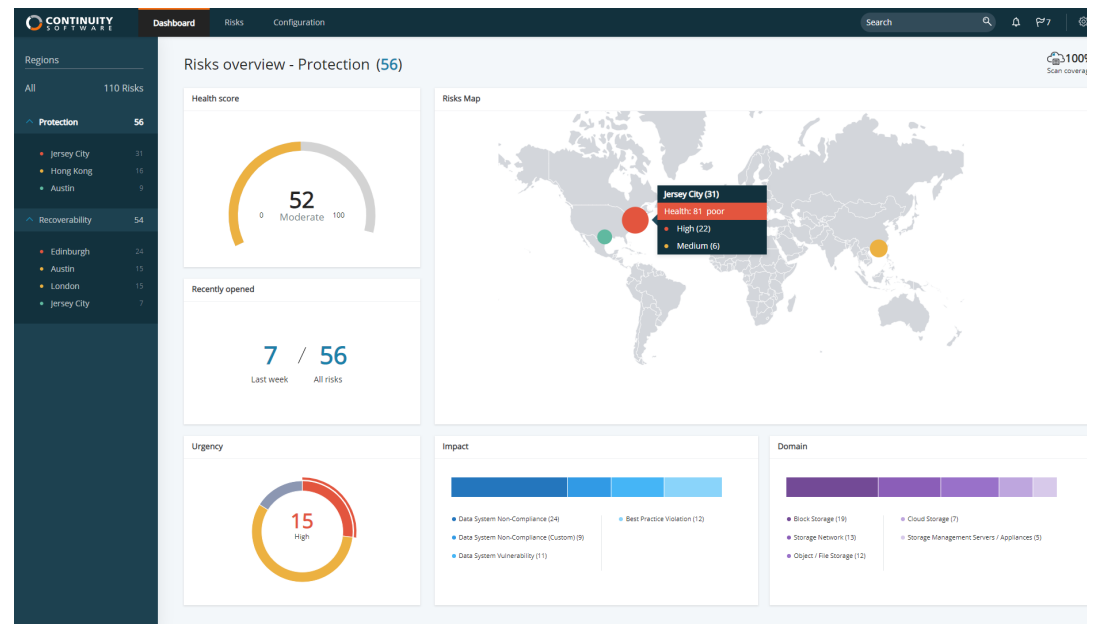 CONTINUITY
SOFTWARE
Dashboard Risks Configuration
Search
7
Regions
All 110 Risks
Protection 56
Jersey City 31
Hong Kong 16
Austin 9
Recoverability 54
Edinburgh 24
Austin 15
London 15
Jersey City 7
Risks overview - Protection (56)
100%
Scan coverag
Health score
52
0 Moderate 100
Risks Map
Jersey City (31)
Health: 81 poor
High (22)
Medium (6)
Recently opened
7 / 56
Last week All risks
Urgency
15
High
Impact
Data System Non-Compliance (24)
Data System Non-Compliance (Custom) (9)
Data System Vulnerability (11)
Best Practice Violation (12)
Domain
Block Storage (19)
Storage Network (13)
Object / File Storage (12)
Cloud Storage (7)
Storage Management Servers / Appliances (5)